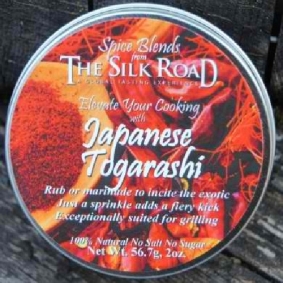 Spice Blends
from
THE SILK ROAD
Elevate Your Cooking
with
Japanese
Togarashi
Rub or marinade to incite the exotic
Just a sprinkle adds a fiery kick
Exceptionally suited for grilling
100% Natural No Salt No Sugar
Net Wt. 56.7g, 2oz.